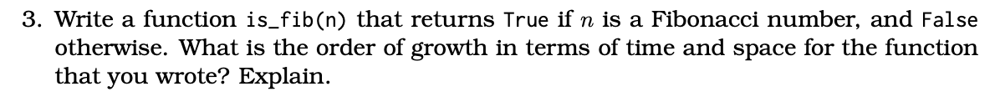 3. Write a function is_fib(n) that returns True if n is a Fibonacci number, and False
otherwise. What is the order of growth in terms of time and space for the function
that you wrote? Explain.